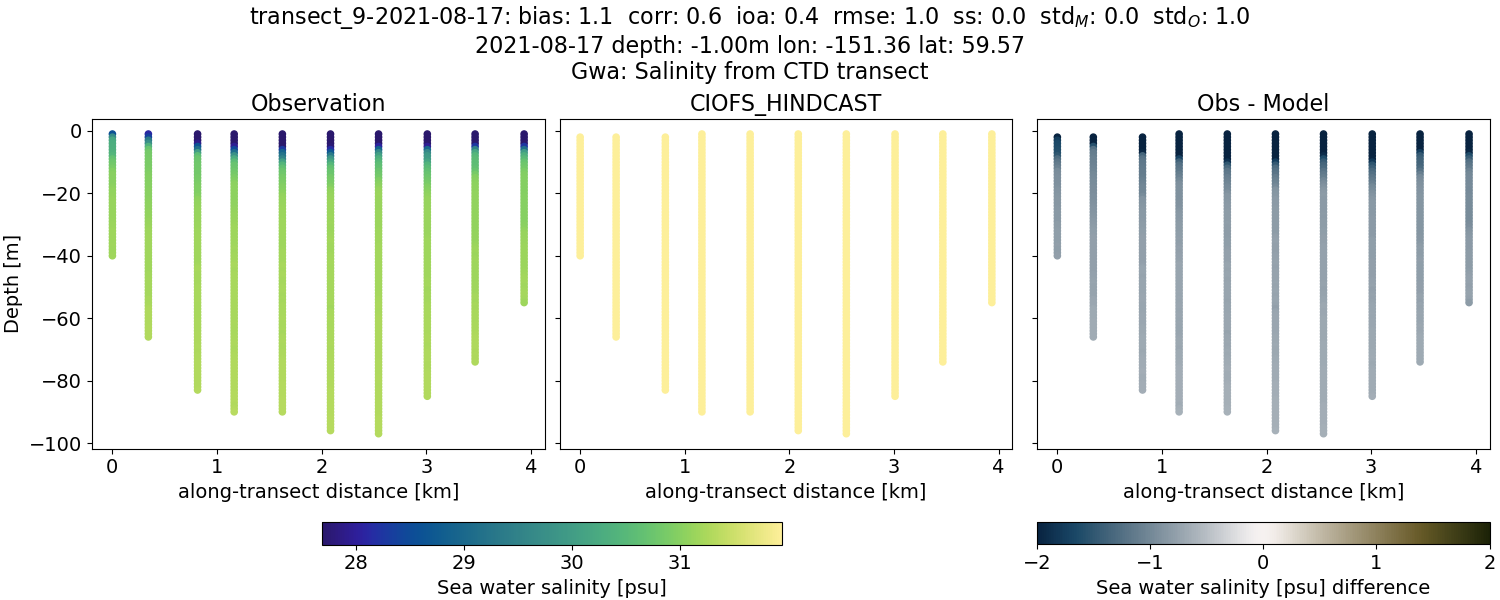 transect_9-2021-08-17: bias: 1.1 corr: 0.6 ioa: 0.4 rmse: 1.0 ss: 0.0 std_M: 0.0 std_O: 1.0
2021-08-17 depth: -1.00m lon: -151.36 lat: 59.57
Gwa: Salinity from CTD transect
Observation
CIOFS_HINDCAST
Obs - Model
Depth [m]
0
−20
−40
−60
−80
−100
0 1 2 3 4
0 1 2 3 4
0 1 2 3 4
along-transect distance [km]
along-transect distance [km]
along-transect distance [km]
28 29 30 31
Sea water salinity [psu]
−2 −1 0 1 2
Sea water salinity [psu] difference